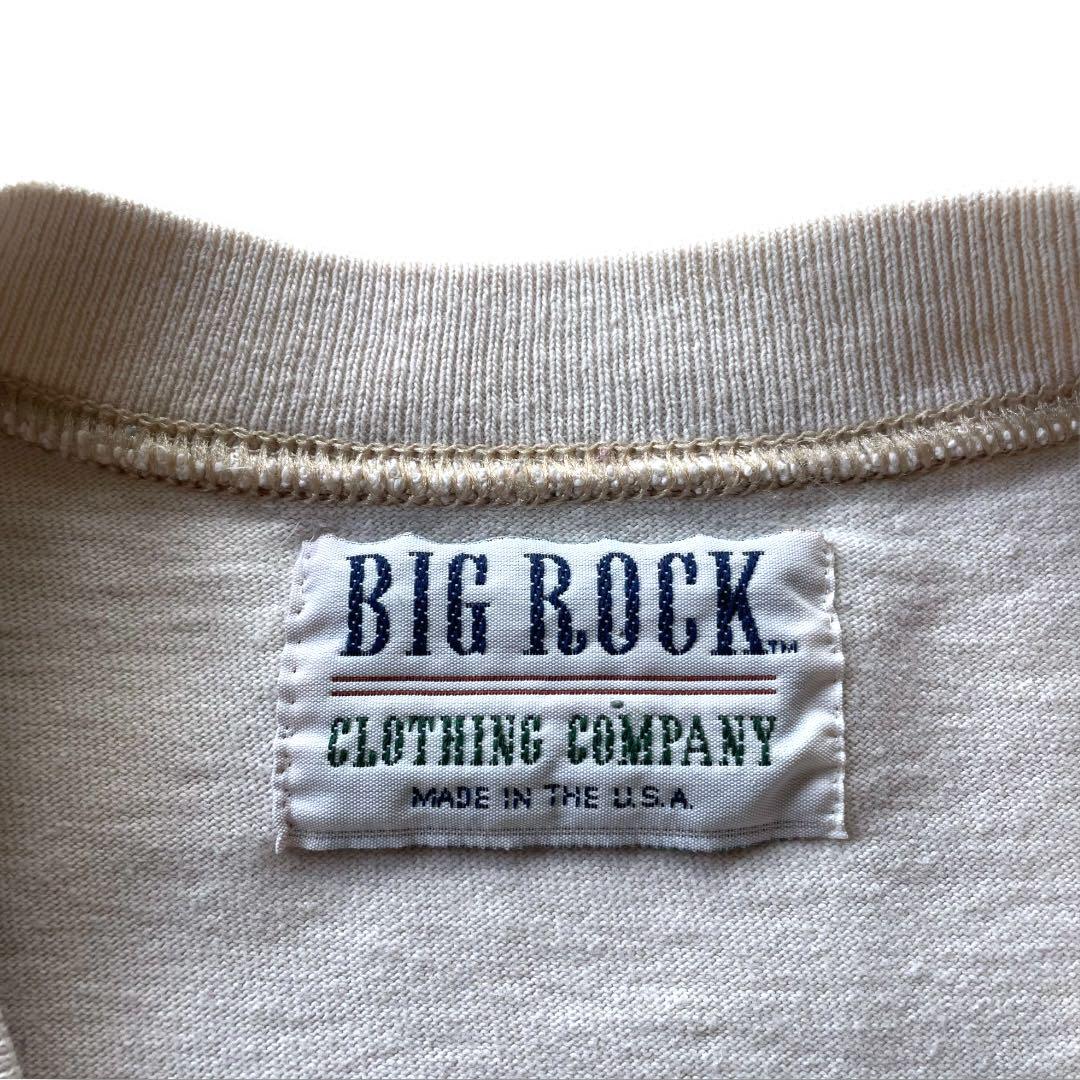 BIG ROCK™
CLOTHING COMPANY
MADE IN THE U.S.A.